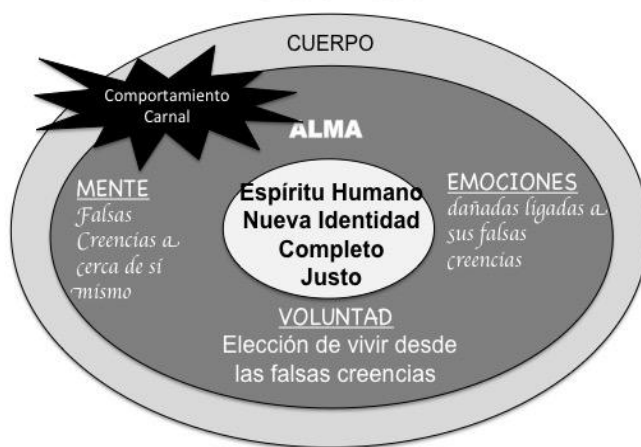 CUERPO
Comportamiento
Carnal
ALMA
MENTE
Falsas
Creencias a
cerca de sí
mismo
Espíritu Humano
Nueva Identidad
Completo
Justo
EMOCIONES
dañadas ligadas a
sus falsas
creencias
VOLUNTAD
Elección de vivir desde
las falsas creencias